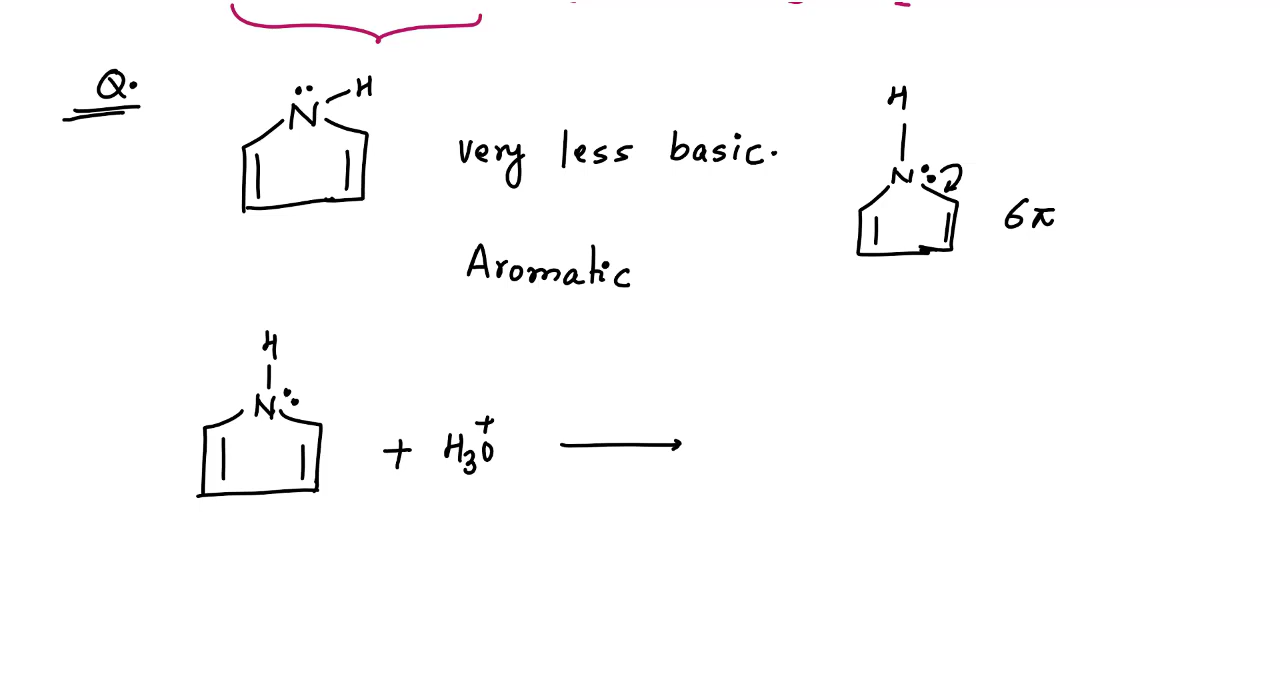 Q.
N̈ H
very less basic.
H
N:
6π
Aromatic
H
N:
+ H₃O⁺ ⟶